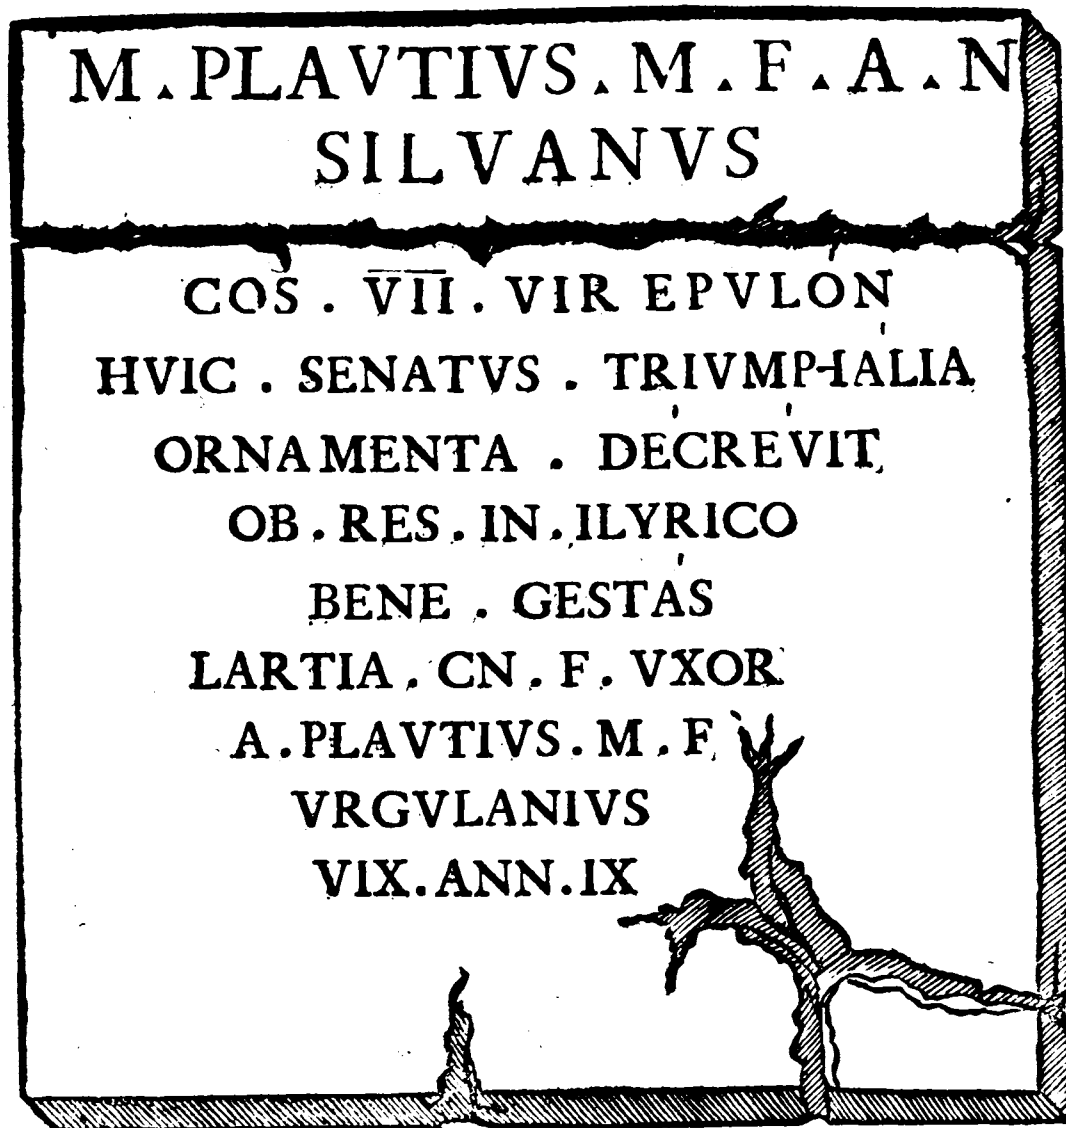 M.PLAVTIVS.M.F.A.N
SILVANVS
COS . V̅I̅I̅ . VIR EPVLON
HVIC . SENATVS . TRIVMPHALIA
ORNAMENTA . DECREVIT
OB . RES . IN . ILYRICO
BENE . GESTAS
LARTIA . CN . F . VXOR
A . PLAVTIVS . M . F
VRGVLANIVS
VIX . ANN . IX